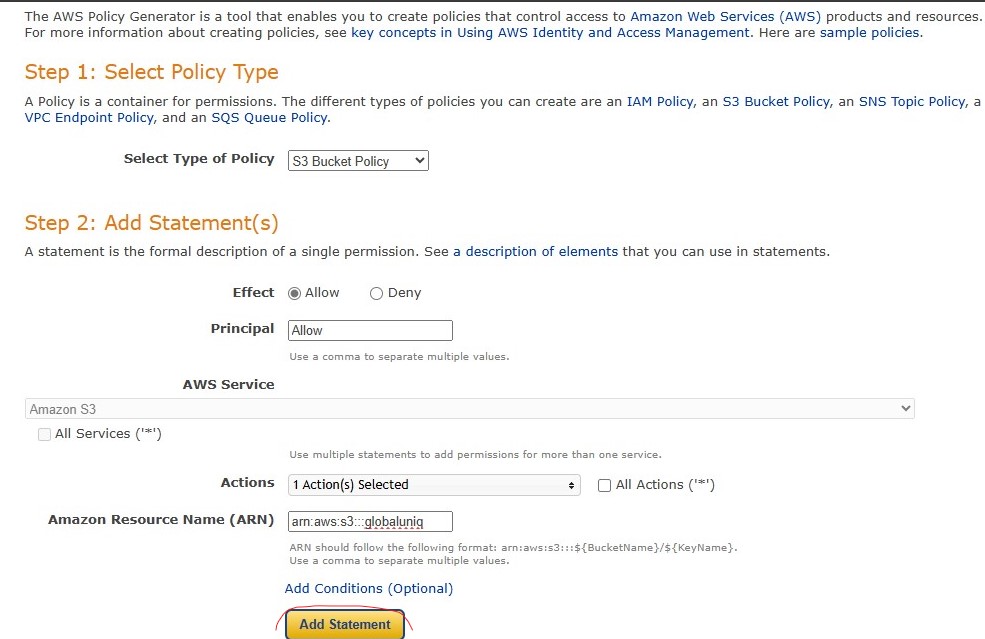 The AWS Policy Generator is a tool that enables you to create policies that control access to Amazon Web Services (AWS) products and resources.
For more information about creating policies, see key concepts in Using AWS Identity and Access Management. Here are sample policies.
Step 1: Select Policy Type
A Policy is a container for permissions. The different types of policies you can create are an IAM Policy, an S3 Bucket Policy, an SNS Topic Policy, a
VPC Endpoint Policy, and an SQS Queue Policy.
Select Type of Policy S3 Bucket Policy
Step 2: Add Statement(s)
A statement is the formal description of a single permission. See a description of elements that you can use in statements.
Effect Allow Deny
Principal Allow
Use a comma to separate multiple values.
AWS Service
Amazon S3
All Services ('*')
Use multiple statements to add permissions for more than one service.
Actions 1 Action(s) Selected All Actions ('*')
Amazon Resource Name (ARN) arn:aws:s3:::globaluniq
ARN should follow the following format: arn:aws:s3:::${BucketName}/${KeyName}.
Use a comma to separate multiple values.
Add Conditions (Optional)
Add Statement